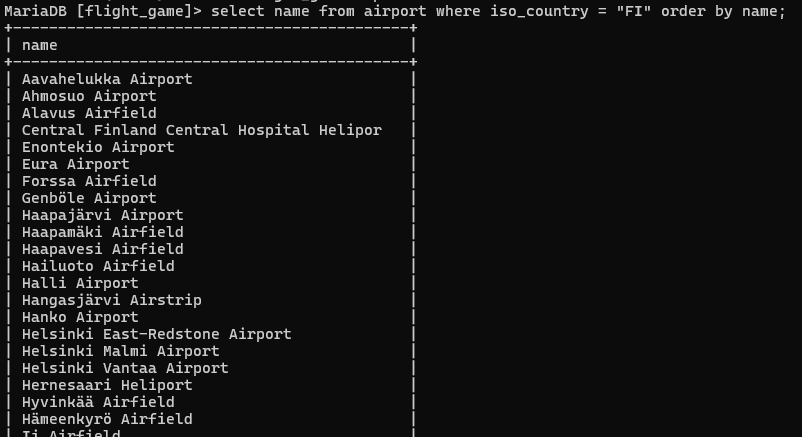 MariaDB [flight_game]> select name from airport where iso_country = "FI" order by name;
+--------------------------------------------+
| name                                       |
+--------------------------------------------+
| Aavahelukka Airport                        |
| Ahmosuo Airport                            |
| Alavus Airfield                            |
| Central Finland Central Hospital Helipor   |
| Enontekio Airport                          |
| Eura Airport                               |
| Forssa Airfield                            |
| Genböle Airport                            |
| Haapajärvi Airport                         |
| Haapamäki Airfield                         |
| Haapavesi Airfield                         |
| Hailuoto Airfield                          |
| Halli Airport                              |
| Hangasjärvi Airstrip                       |
| Hanko Airport                              |
| Helsinki East-Redstone Airport             |
| Helsinki Malmi Airport                     |
| Helsinki Vantaa Airport                    |
| Hernesaari Heliport                        |
| Hyvinkää Airfield                          |
| Hämeenkyrö Airfield                        |
| Ii Airfield                                |